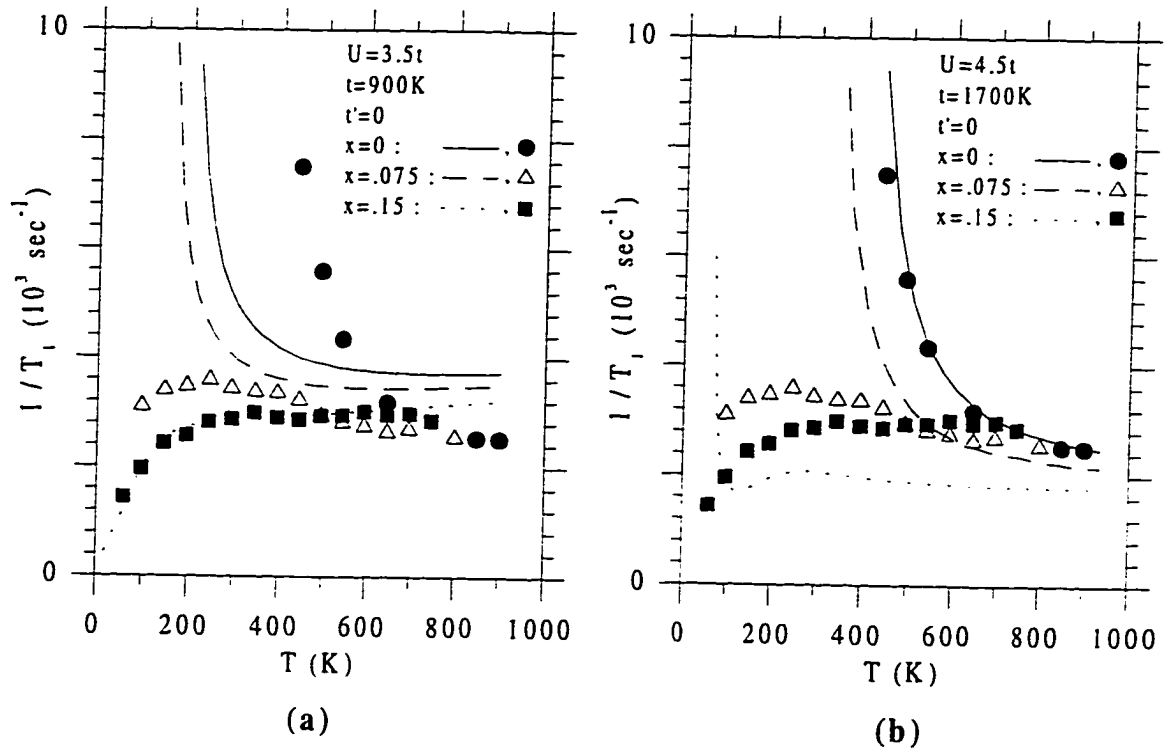 10
U=3.5t
t=900K
t'=0
x=0 :
x=.075 :
x=.15 :
1/T₁ (10³ sec⁻¹)
0
0 200 400 600 800 1000
T (K)
(a)
10
U=4.5t
t=1700K
t'=0
x=0 :
x=.075 :
x=.15 :
1/T₁ (10³ sec⁻¹)
0
0 200 400 600 800 1000
T (K)
(b)